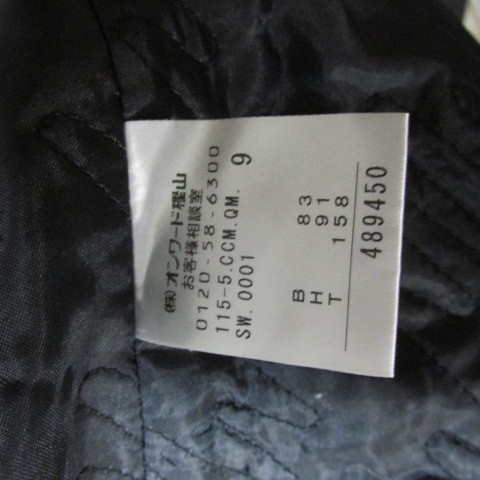 (株)オンワード樫山
お客様相談室
0120-58-6300
115-5.CCM.QM. 9
SW.0001
B 83
H 91
T 158
489450